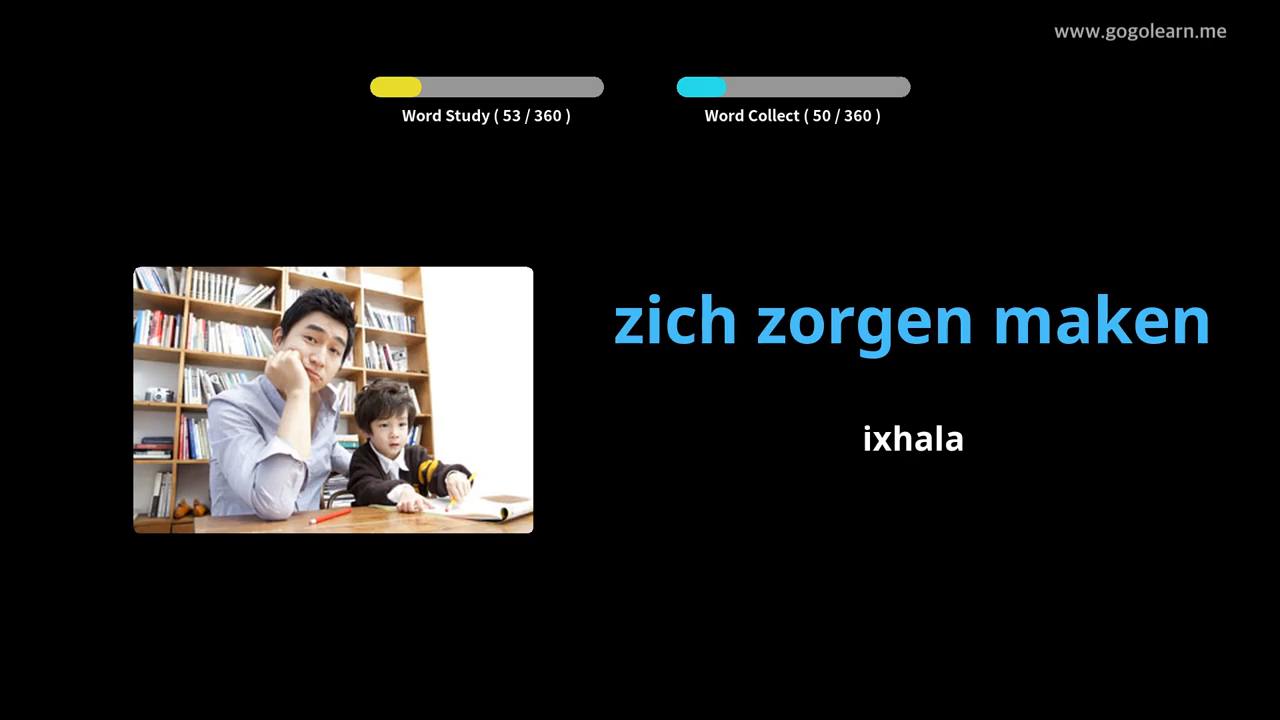 www.gogolearn.me
Word Study ( 53 / 360 )
Word Collect ( 50 / 360 )
zich zorgen maken
ixhala